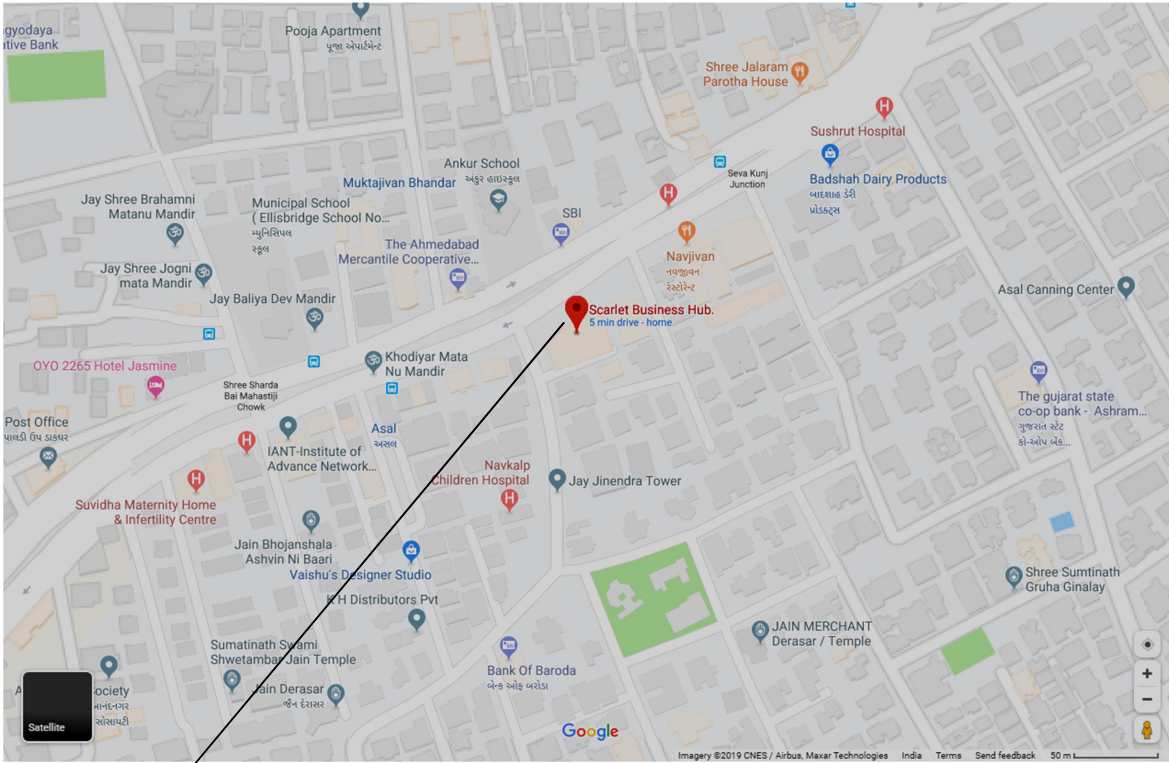 gyodaya
ative Bank
Pooja Apartment
પૂજા એપાર્ટમેન્ટ
Shree Jalaram
Parotha House
Sushrut Hospital
Ankur School
અંકુર હાઇસ્કુલ
Muktajivan Bhandar
Seva Kunj
Junction
Badshah Dairy Products
બાદશાહ ડેરી
પ્રોડક્ટ્સ
Jay Shree Brahamni
Matanu Mandir
Municipal School
( Ellisbridge School No...
મ્યુનિસિપલ
સ્કૂલ
SBI
The Ahmedabad
Mercantile Cooperative...
Navjivan
નવજીવન
રેસ્ટોરેન્ટ
Jay Shree Jogni
mata Mandir
Asal Canning Center
Jay Baliya Dev Mandir
Scarlet Business Hub.
5 min drive - home
OYO 2265 Hotel Jasmine
Khodiyar Mata
Nu Mandir
Shree Sharda
Bai Mahastiji
Chowk
The gujarat state
co-op bank - Ashram...
ગુજરાત સ્ટેટ
કો-ઓપ બેંક...
Post Office
પાલડી ઉપ ડાકઘર
Asal
અસલ
IANT-Institute of
Advance Network...
Navkalp
Children Hospital
Jay Jinendra Tower
Suvidha Maternity Home
& Infertility Centre
Jain Bhojanshala
Ashvin Ni Baari
Vaishu's Designer Studio
Shree Sumtinath
Gruha Ginalay
K H Distributors Pvt
JAIN MERCHANT
Derasar / Temple
Sumatinath Swami
Shwetambar Jain Temple
Bank Of Baroda
બેન્ક ઓફ બરોડા
A
ociety
આનંદનગર
સોસાયટી
Jain Derasar
જૈન દેરાસર
Satellite
Google
Imagery ©2019 CNES / Airbus, Maxar Technologies India Terms Send feedback 50 m